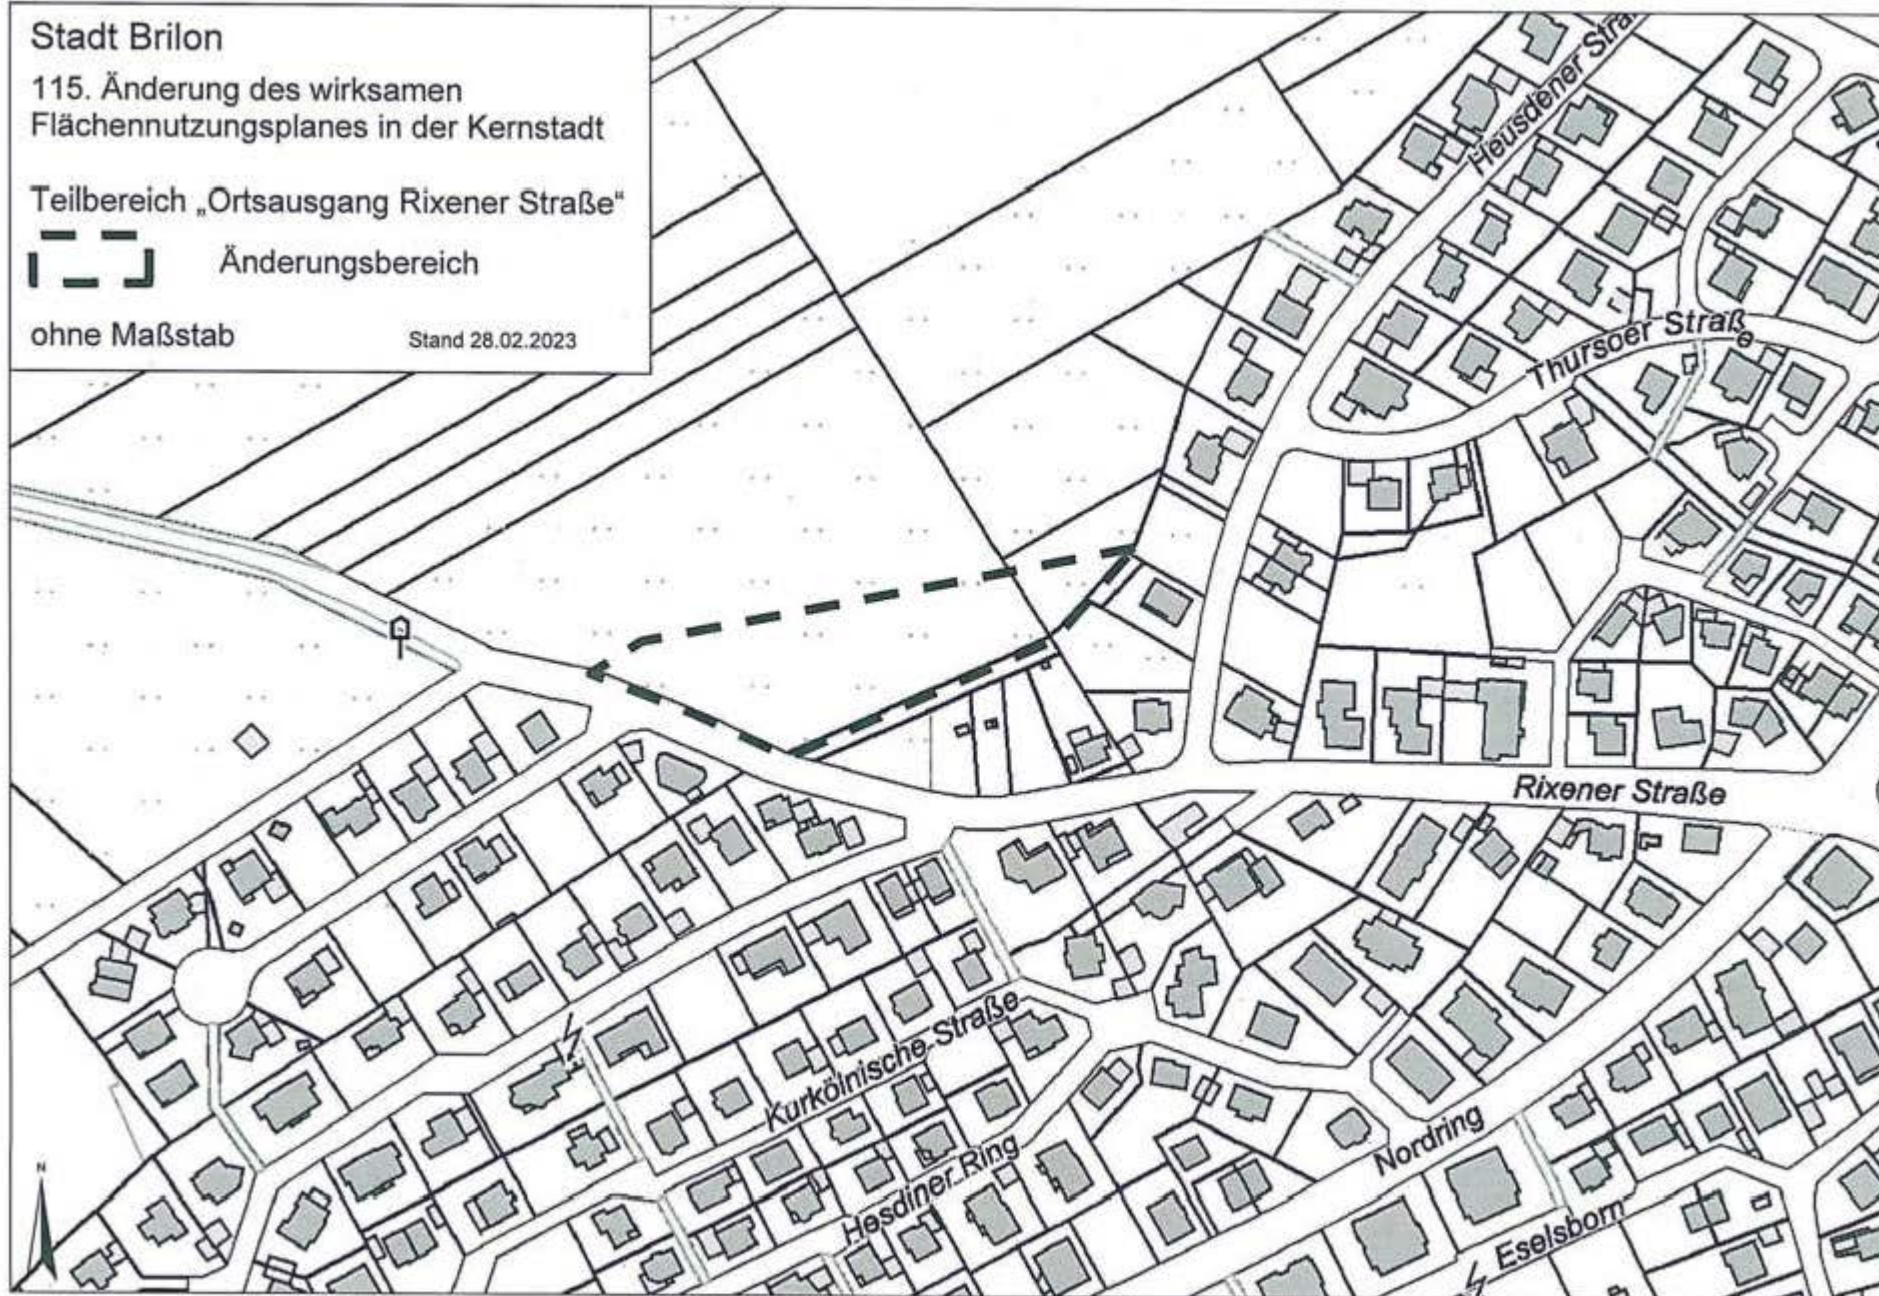 Stadt Brilon
115. Änderung des wirksamen
Flächennutzungsplanes in der Kernstadt
Teilbereich „Ortsausgang Rixener Straße“
Änderungsbereich
ohne Maßstab
Stand 28.02.2023
Heusdener Straße
Thursoer Straße
Rixener Straße
Kurkölnische Straße
Hesdiner Ring
Nordring
Eselsborn
N